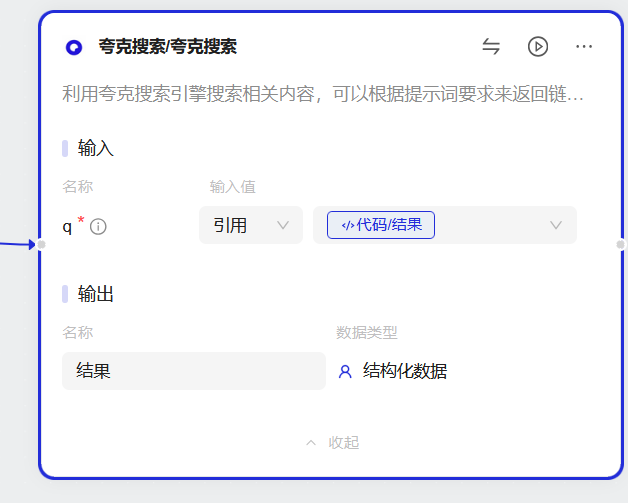 夸克搜索/夸克搜索
利用夸克搜索引擎搜索相关内容，可以根据提示词要求来返回链...
输入
名称 输入值
q * 引用 代码/结果
输出
名称 数据类型
结果 结构化数据
收起